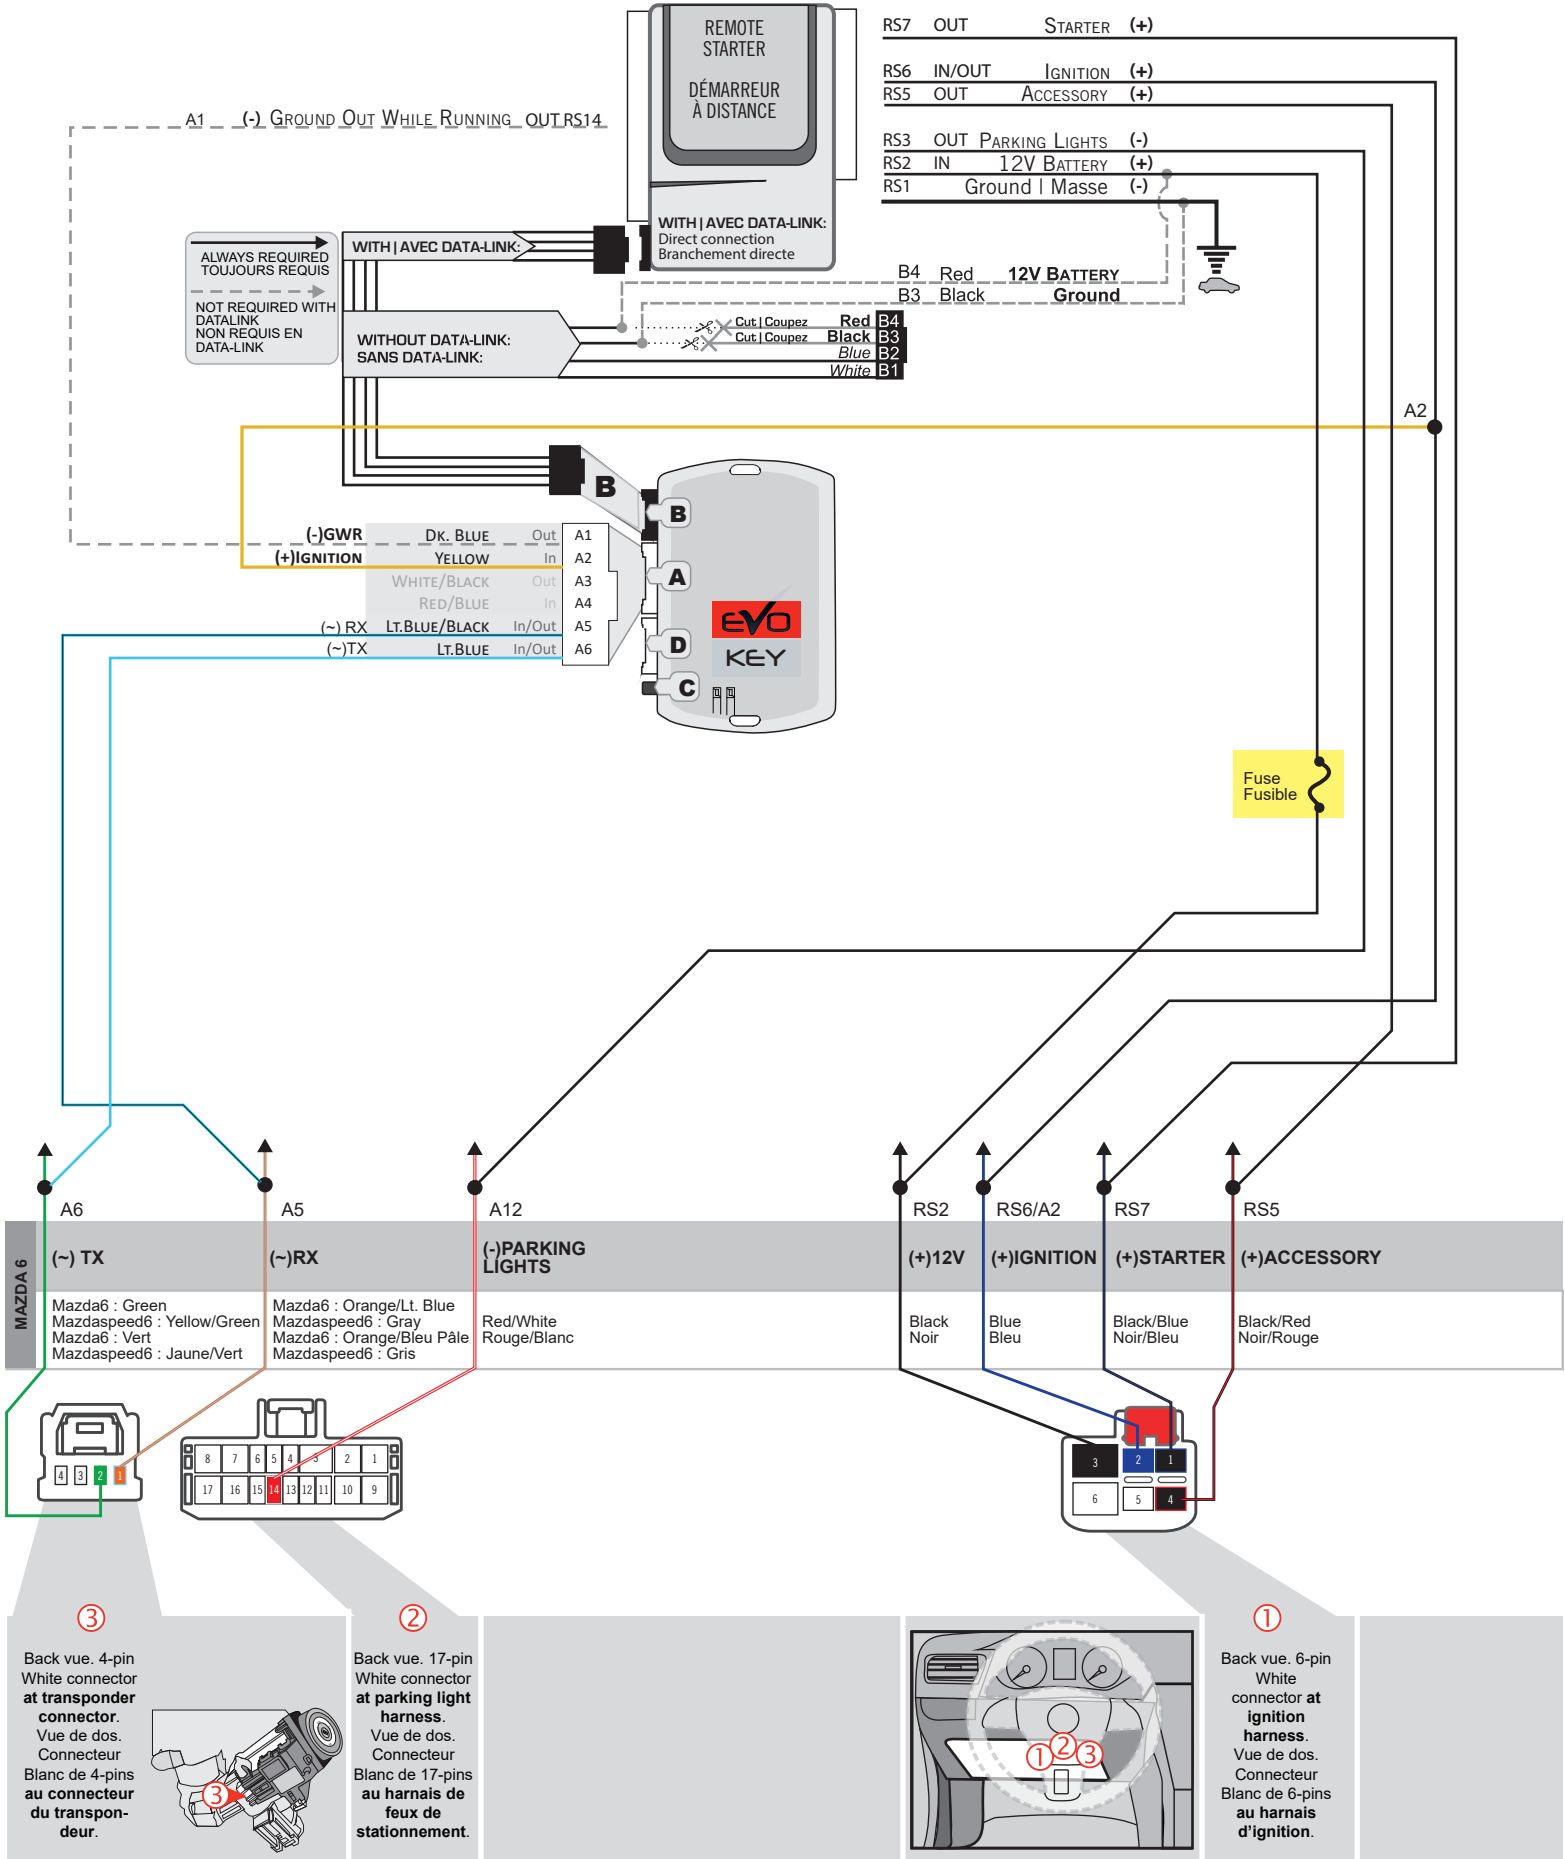 REMOTE
STARTER
DÉMARREUR
À DISTANCE
RS7 OUT STARTER (+)
RS6 IN/OUT IGNITION (+)
RS5 OUT ACCESSORY (+)
RS3 OUT PARKING LIGHTS (-)
RS2 IN 12V BATTERY (+)
RS1 Ground | Masse (-)
A1 (-) GROUND OUT WHILE RUNNING OUT RS14
WITH | AVEC DATA-LINK:
Direct connection
Branchement directe
ALWAYS REQUIRED
TOUJOURS REQUIS
NOT REQUIRED WITH
DATALINK
NON REQUIS EN
DATA-LINK
WITH | AVEC DATA-LINK:
B4 Red 12V BATTERY
B3 Black Ground
WITHOUT DATA-LINK:
SANS DATA-LINK:
Cut | Coupez Red B4
Cut | Coupez Black B3
Blue B2
White B1
A2
B
B
A
D
C
EVO
KEY
(-)GWR DK. BLUE Out A1
(+)IGNITION YELLOW In A2
WHITE/BLACK Out A3
RED/BLUE In A4
(~) RX LT.BLUE/BLACK In/Out A5
(~)TX LT.BLUE In/Out A6
Fuse
Fusible
A6 A5 A12 RS2 RS6/A2 RS7 RS5
MAZDA 6
(~) TX
(~)RX
(-)PARKING
LIGHTS
(+)12V
(+)IGNITION
(+)STARTER
(+)ACCESSORY
Mazda6 : Green
Mazdaspeed6 : Yellow/Green
Mazda6 : Vert
Mazdaspeed6 : Jaune/Vert
Mazda6 : Orange/Lt. Blue
Mazdaspeed6 : Gray
Mazda6 : Orange/Bleu Pâle
Mazdaspeed6 : Gris
Red/White
Rouge/Blanc
Black
Noir
Blue
Bleu
Black/Blue
Noir/Bleu
Black/Red
Noir/Rouge
4 3 2 1
8 7 6 5 4 3 2 1
17 16 15 14 13 12 11 10 9
3 2 1
6 5 4
3
Back vue. 4-pin
White connector
at transponder
connector.
Vue de dos.
Connecteur
Blanc de 4-pins
au connecteur
du transpon-
deur.
3
2
Back vue. 17-pin
White connector
at parking light
harness.
Vue de dos.
Connecteur
Blanc de 17-pins
au harnais de
feux de
stationnement.
1 2 3
1
Back vue. 6-pin
White
connector at
ignition
harness.
Vue de dos.
Connecteur
Blanc de 6-pins
au harnais
d'ignition.